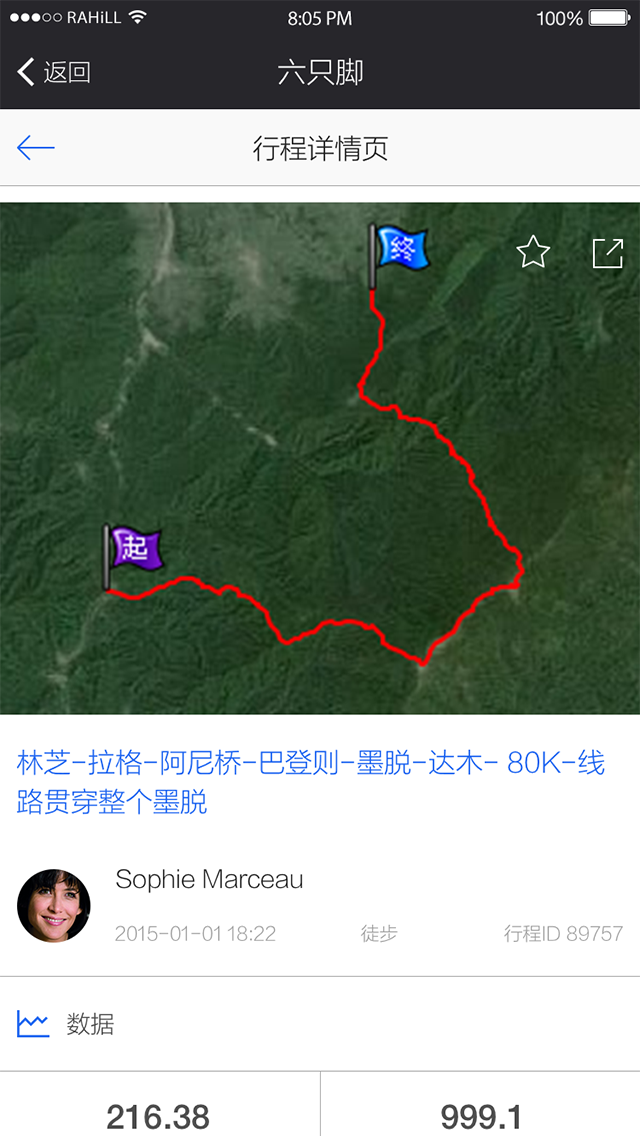 RAHiLL 8:05 PM 100%
返回 六只脚
行程详情页
终
起
林芝-拉格-阿尼桥-巴登则-墨脱-达木- 80K-线
路贯穿整个墨脱
Sophie Marceau
2015-01-01 18:22 徒步 行程ID 89757
数据
216.38 999.1